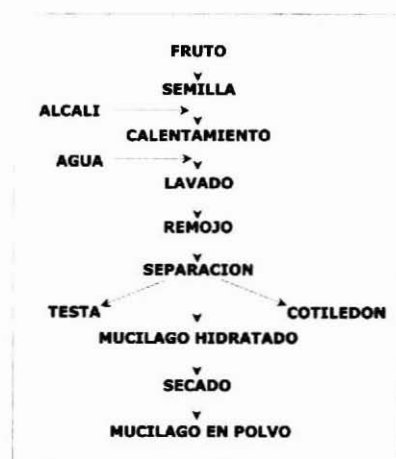 FRUTO
SEMILLA
ALCALI
CALENTAMIENTO
AGUA
LAVADO
REMOJO
SEPARACION
TESTA COTILEDON
MUCILAGO HIDRATADO
SECADO
MUCILAGO EN POLVO